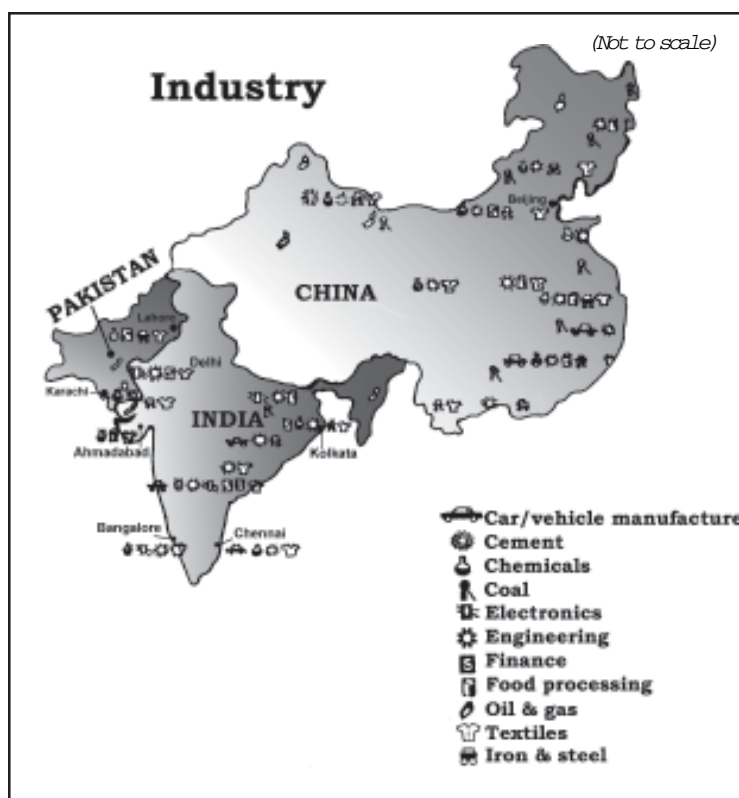 (Not to scale)
Industry
Beijing
CHINA
PAKISTAN
Lahore
Delhi
Karachi
INDIA
Ahmadabad
Kolkata
Bangalore
Chennai
Car/vehicle manufacture
Cement
Chemicals
Coal
Electronics
Engineering
Finance
Food processing
Oil & gas
Textiles
Iron & steel